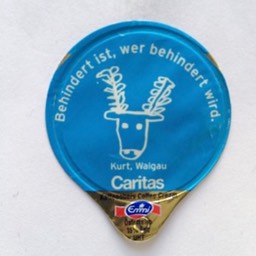 Behindert ist, wer behindert wird.
Kurt, Walgau
Caritas
Emmi